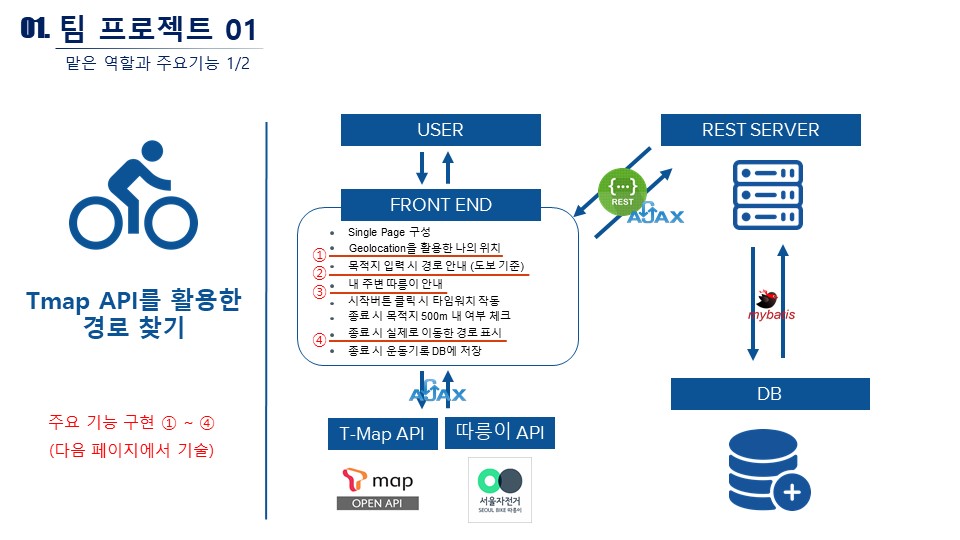 01. 팀 프로젝트 01
맡은 역할과 주요기능 1/2
Tmap API를 활용한
경로 찾기
주요 기능 구현 ① ~ ④
(다음 페이지에서 기술)
USER
FRONT END
• Single Page 구성
① • Geolocation을 활용한 나의 위치
② • 목적지 입력 시 경로 안내 (도보 기준)
③ • 내 주변 따릉이 안내
• 시작버튼 클릭 시 타임워치 작동
• 종료 시 목적지 500m 내 여부 체크
④ • 종료 시 실제로 이동한 경로 표시
• 종료 시 운동기록 DB에 저장
AJAX
T-Map API
따릉이 API
T map
OPEN API
서울자전거
SEOUL BIKE 따릉이
{...}
REST
AJAX
REST SERVER
mybatis
DB